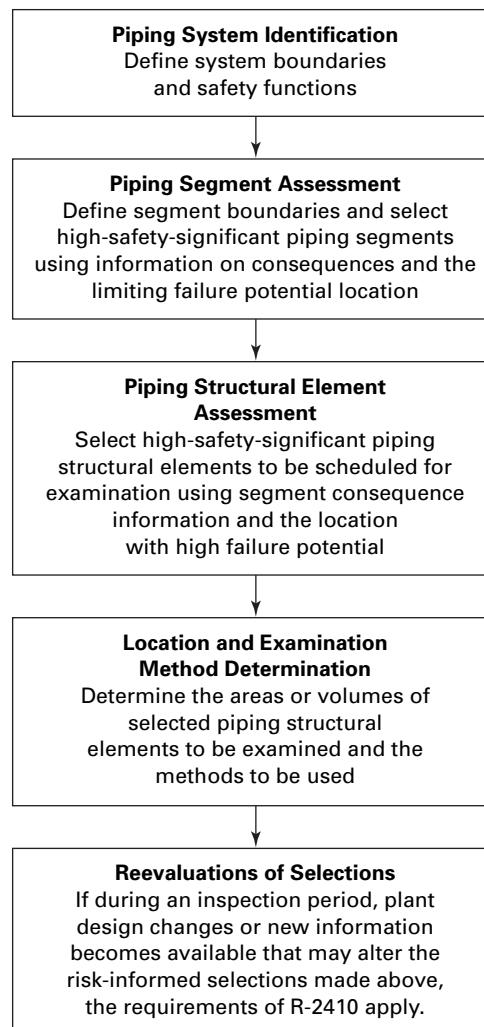 Piping System Identification
Define system boundaries
and safety functions
Piping Segment Assessment
Define segment boundaries and select
high-safety-significant piping segments
using information on consequences and the
limiting failure potential location
Piping Structural Element
Assessment
Select high-safety-significant piping
structural elements to be scheduled for
examination using segment consequence
information and the location
with high failure potential
Location and Examination
Method Determination
Determine the areas or volumes of
selected piping structural
elements to be examined and the
methods to be used
Reevaluations of Selections
If during an inspection period, plant
design changes or new information
becomes available that may alter the
risk-informed selections made above,
the requirements of R-2410 apply.